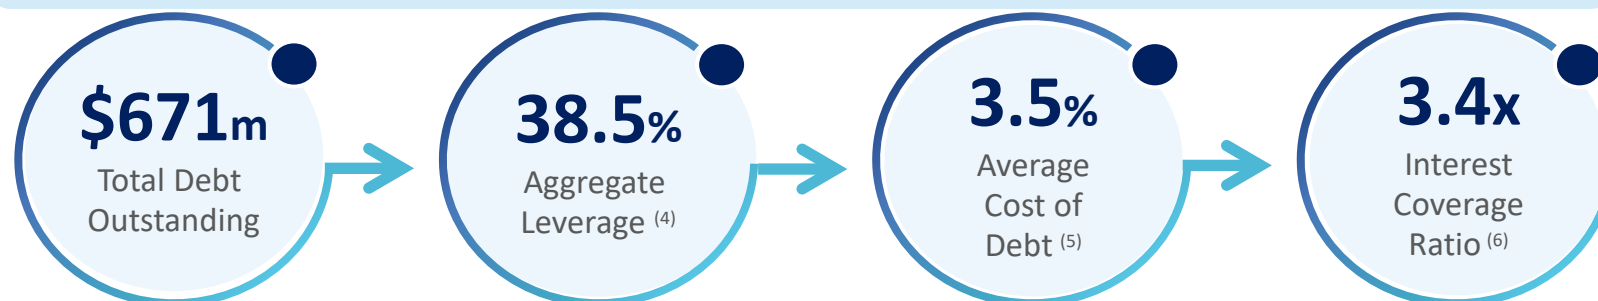 $671m
Total Debt
Outstanding
38.5%
Aggregate
Leverage (4)
3.5%
Average
Cost of
Debt (5)
3.4x
Interest
Coverage
Ratio (6)